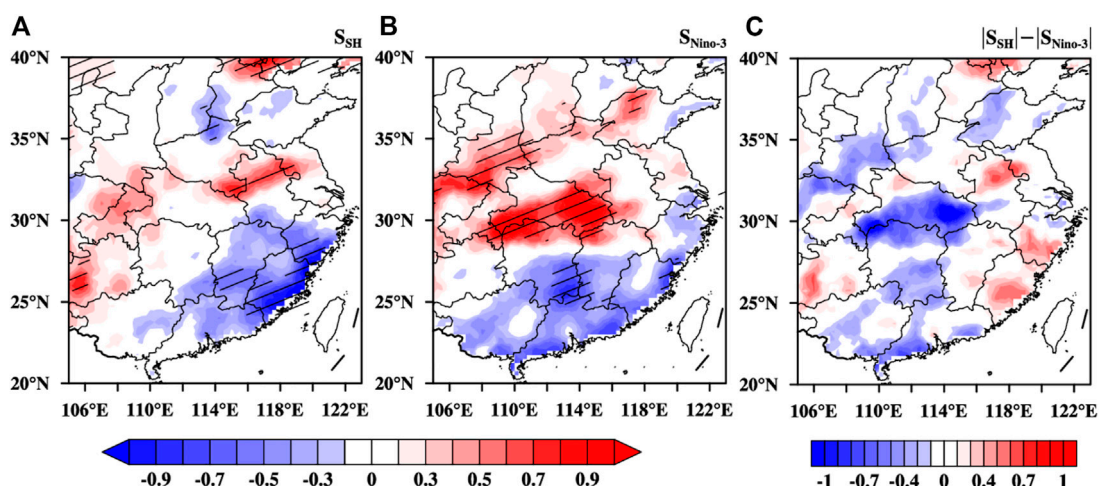 A
S_SH
B
S_Nino-3
C
|S_SH|−|S_Nino-3|
40°N
35°N
30°N
25°N
20°N
106°E 110°E 114°E 118°E 122°E
40°N
35°N
30°N
25°N
20°N
106°E 110°E 114°E 118°E 122°E
40°N
35°N
30°N
25°N
20°N
106°E 110°E 114°E 118°E 122°E
-0.9 -0.7 -0.5 -0.3 0 0.3 0.5 0.7 0.9
-1 -0.7 -0.4 0 0.4 0.7 1